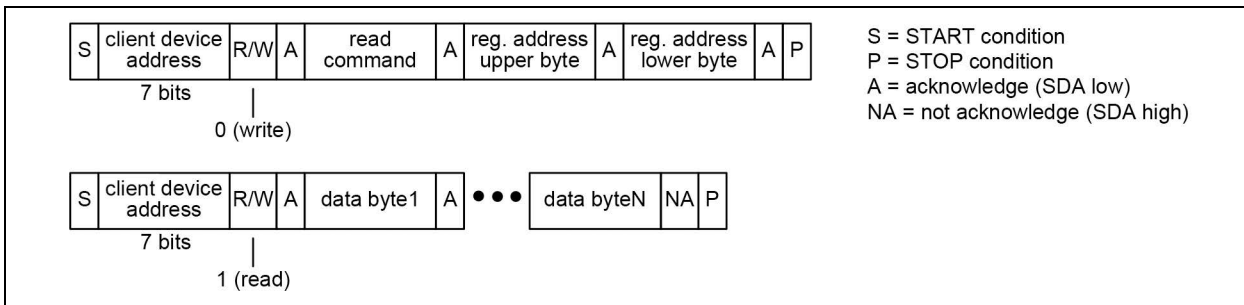 S client device address R/W A read command A reg. address upper byte A reg. address lower byte A P
7 bits
0 (write)
S = START condition
P = STOP condition
A = acknowledge (SDA low)
NA = not acknowledge (SDA high)
S client device address R/W A data byte1 A ••• data byteN NA P
7 bits
1 (read)